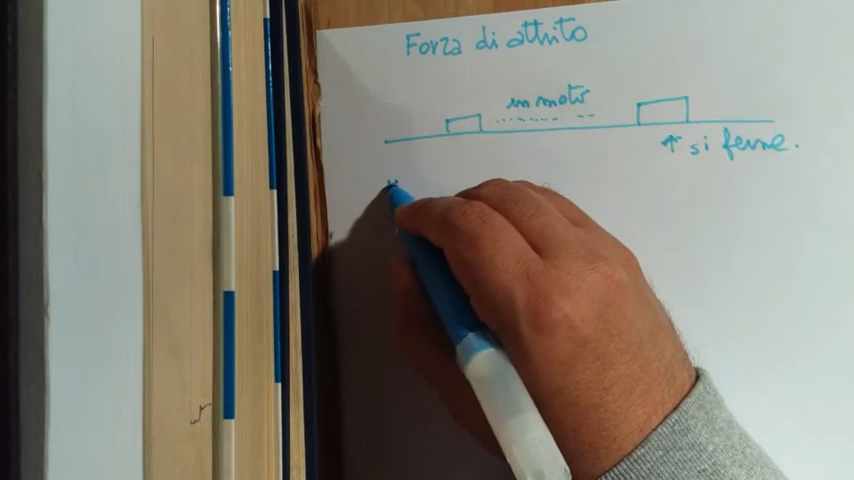 Forza di attrito
in moto
↑ si ferma.